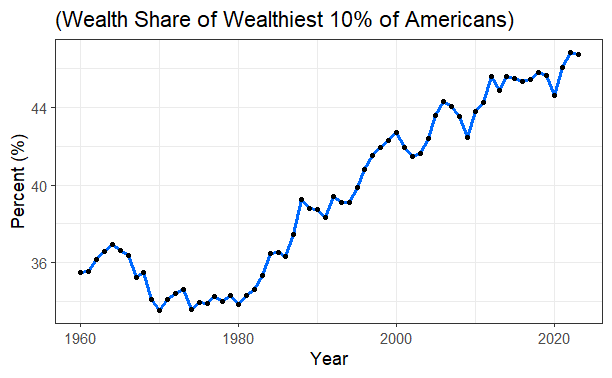 (Wealth Share of Wealthiest 10% of Americans)
44
40
36
Percent (%)
1960 1980 2000 2020
Year